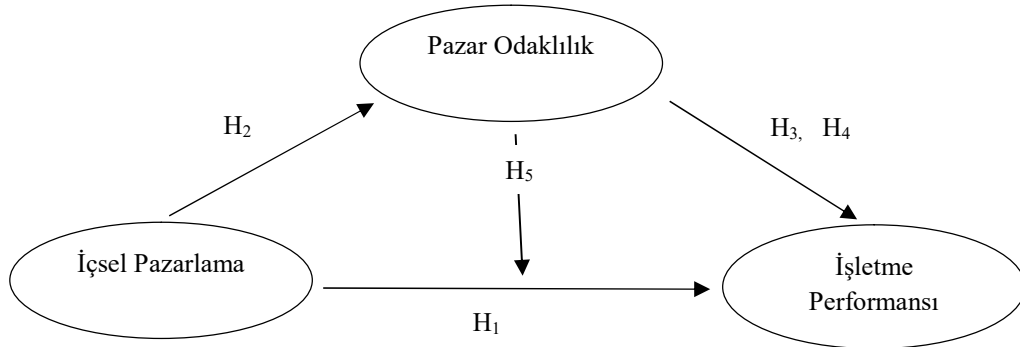 Pazar Odaklılık
H₂
H₃, H₄
H₅
İçsel Pazarlama
İşletme
Performansı
H₁